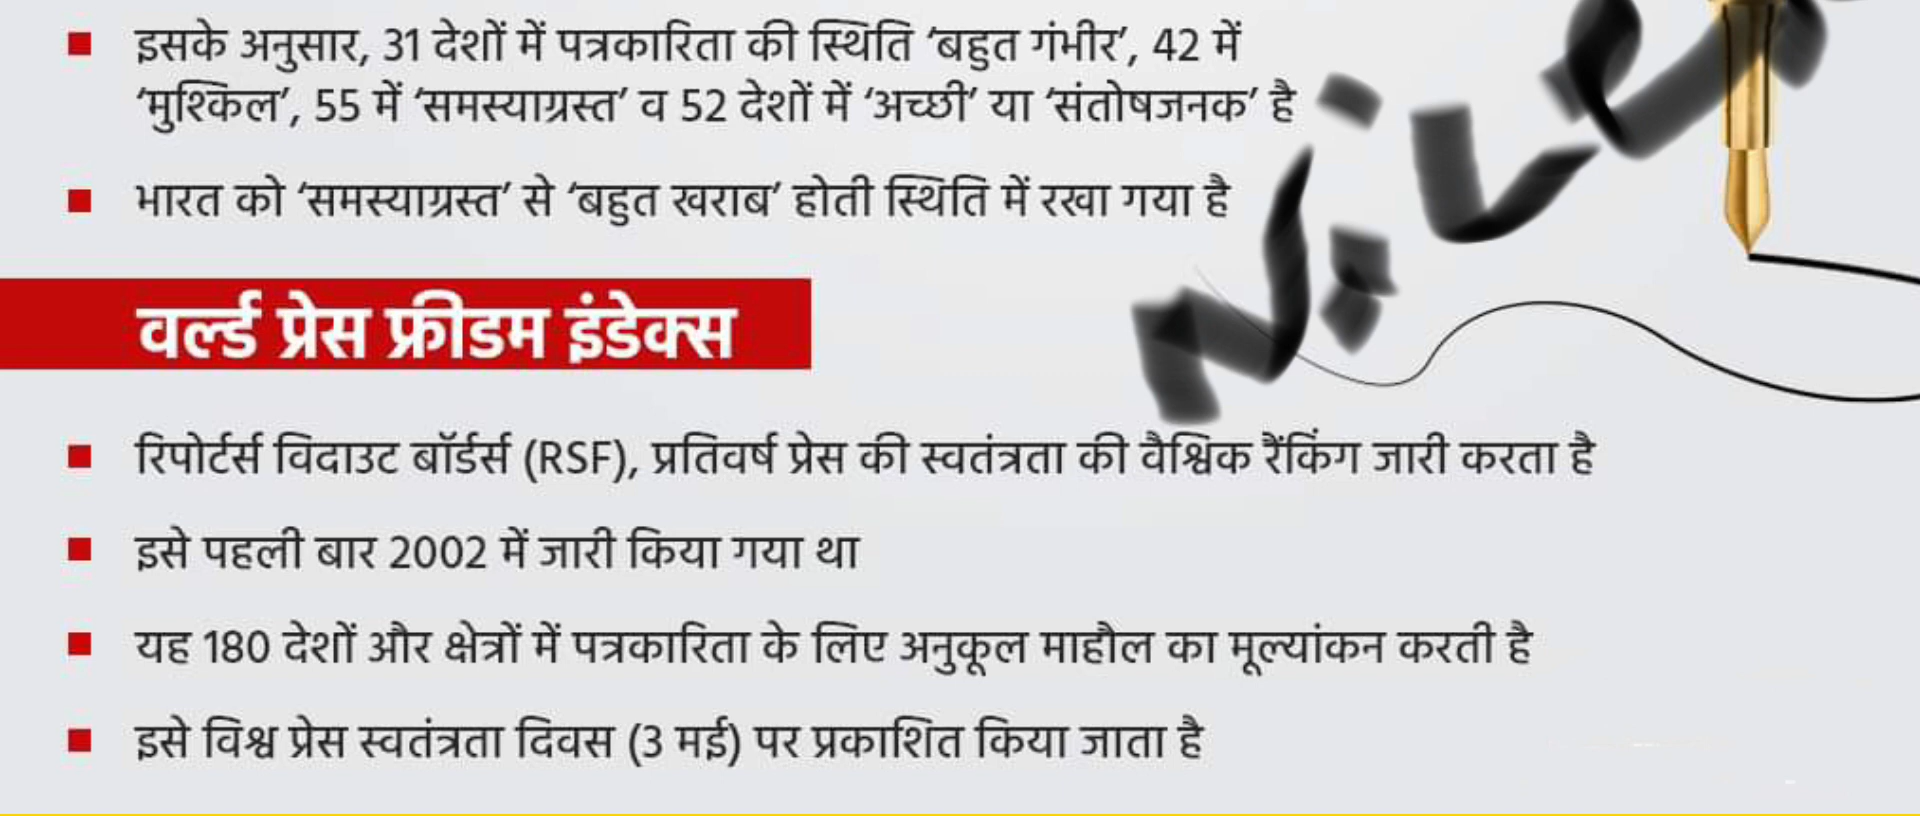 इसके अनुसार, 31 देशों में पत्रकारिता की स्थिति ‘बहुत गंभीर’, 42 में
‘मुश्किल’, 55 में ‘समस्याग्रस्त’ व 52 देशों में ‘अच्छी’ या ‘संतोषजनक’ है
भारत को ‘समस्याग्रस्त’ से ‘बहुत खराब’ होती स्थिति में रखा गया है
वर्ल्ड प्रेस फ्रीडम इंडेक्स
रिपोर्टर्स विदाउट बॉर्डर्स (RSF), प्रतिवर्ष प्रेस की स्वतंत्रता की वैश्विक रैंकिंग जारी करता है
इसे पहली बार 2002 में जारी किया गया था
यह 180 देशों और क्षेत्रों में पत्रकारिता के लिए अनुकूल माहौल का मूल्यांकन करती है
इसे विश्व प्रेस स्वतंत्रता दिवस (3 मई) पर प्रकाशित किया जाता है